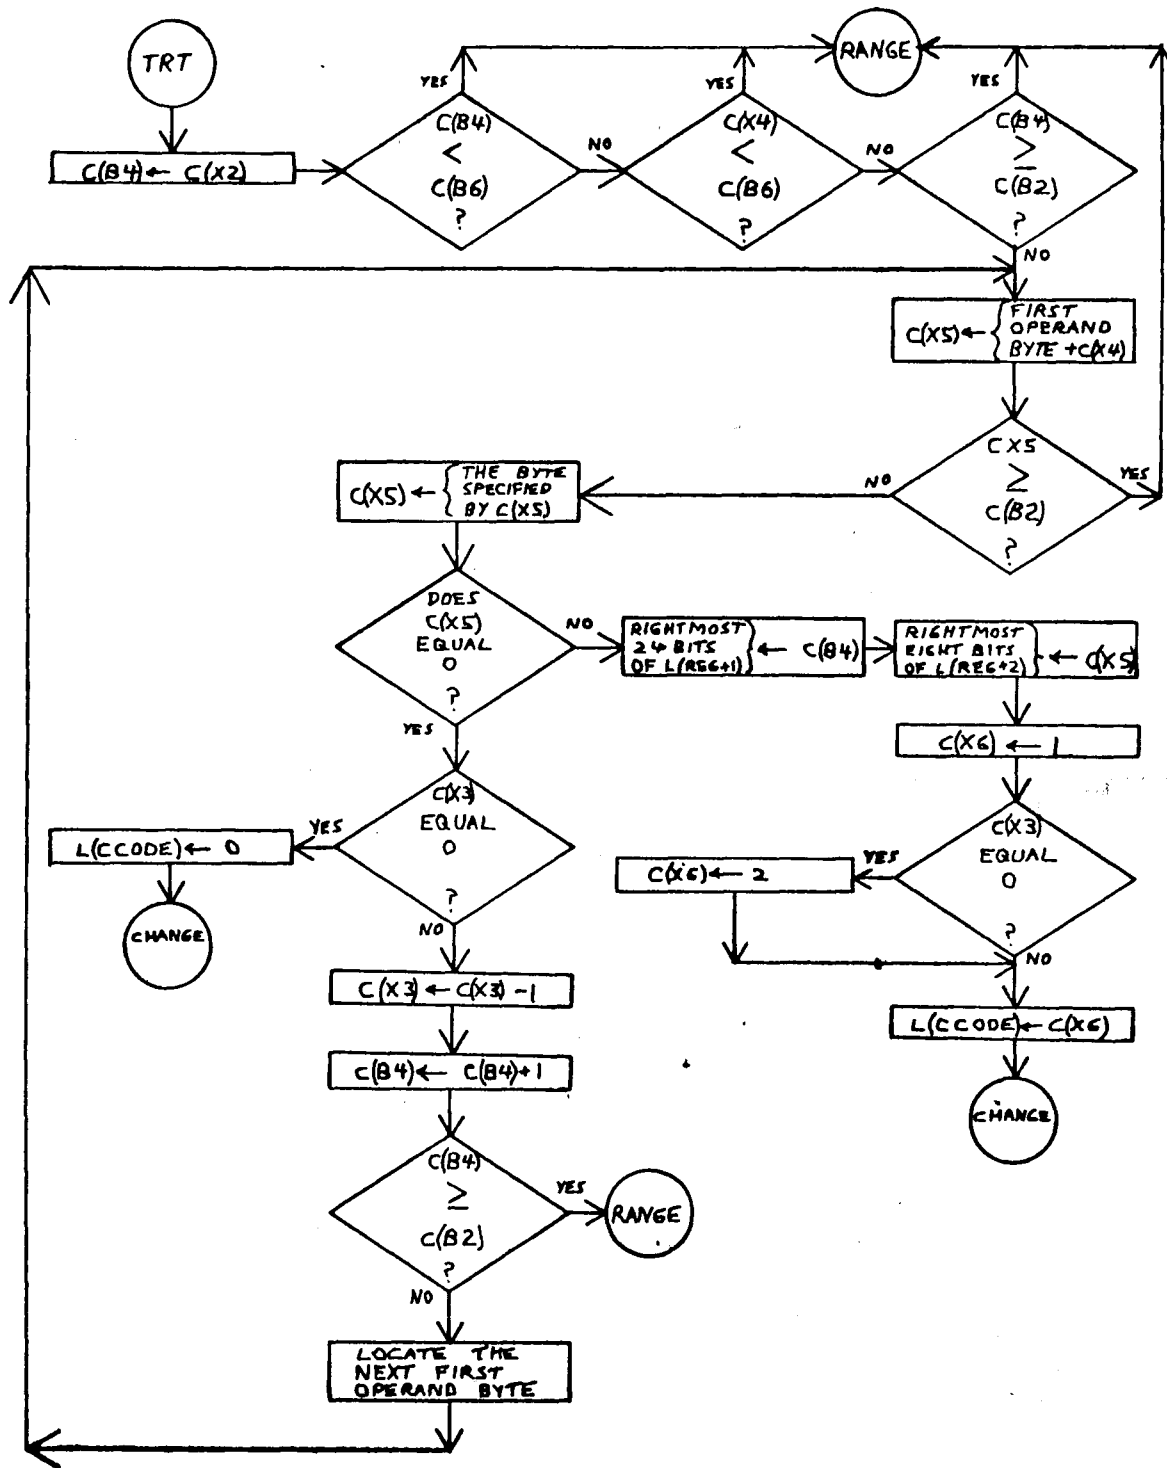 TRT
C(B4) ← C(X2)
C(B4)
<
C(B6)
?
YES
NO
C(X4)
<
C(B6)
?
YES
NO
RANGE
C(B4)
≥
C(B2)
?
YES
NO
C(X5) ← { FIRST
OPERAND
BYTE + C(X4)
CX5
≥
C(B2)
?
YES
NO
C(X5) ← { THE BYTE
SPECIFIED
BY C(X5)
DOES
C(X5)
EQUAL
0
?
NO
YES
RIGHTMOST
24 BITS
OF L(REG+1) } ← C(B4)
RIGHTMOST
EIGHT BITS
OF L(REG+2) } ← C(X5)
C(X6) ← 1
C(X3)
EQUAL
0
?
YES
NO
C(X6) ← 2
L(CCODE) ← C(X6)
CHANGE
C(X3)
EQUAL
0
?
YES
NO
L(CCODE) ← 0
CHANGE
C(X3) ← C(X3) - 1
C(B4) ← C(B4) + 1
C(B4)
≥
C(B2)
?
YES
NO
RANGE
LOCATE THE
NEXT FIRST
OPERAND BYTE